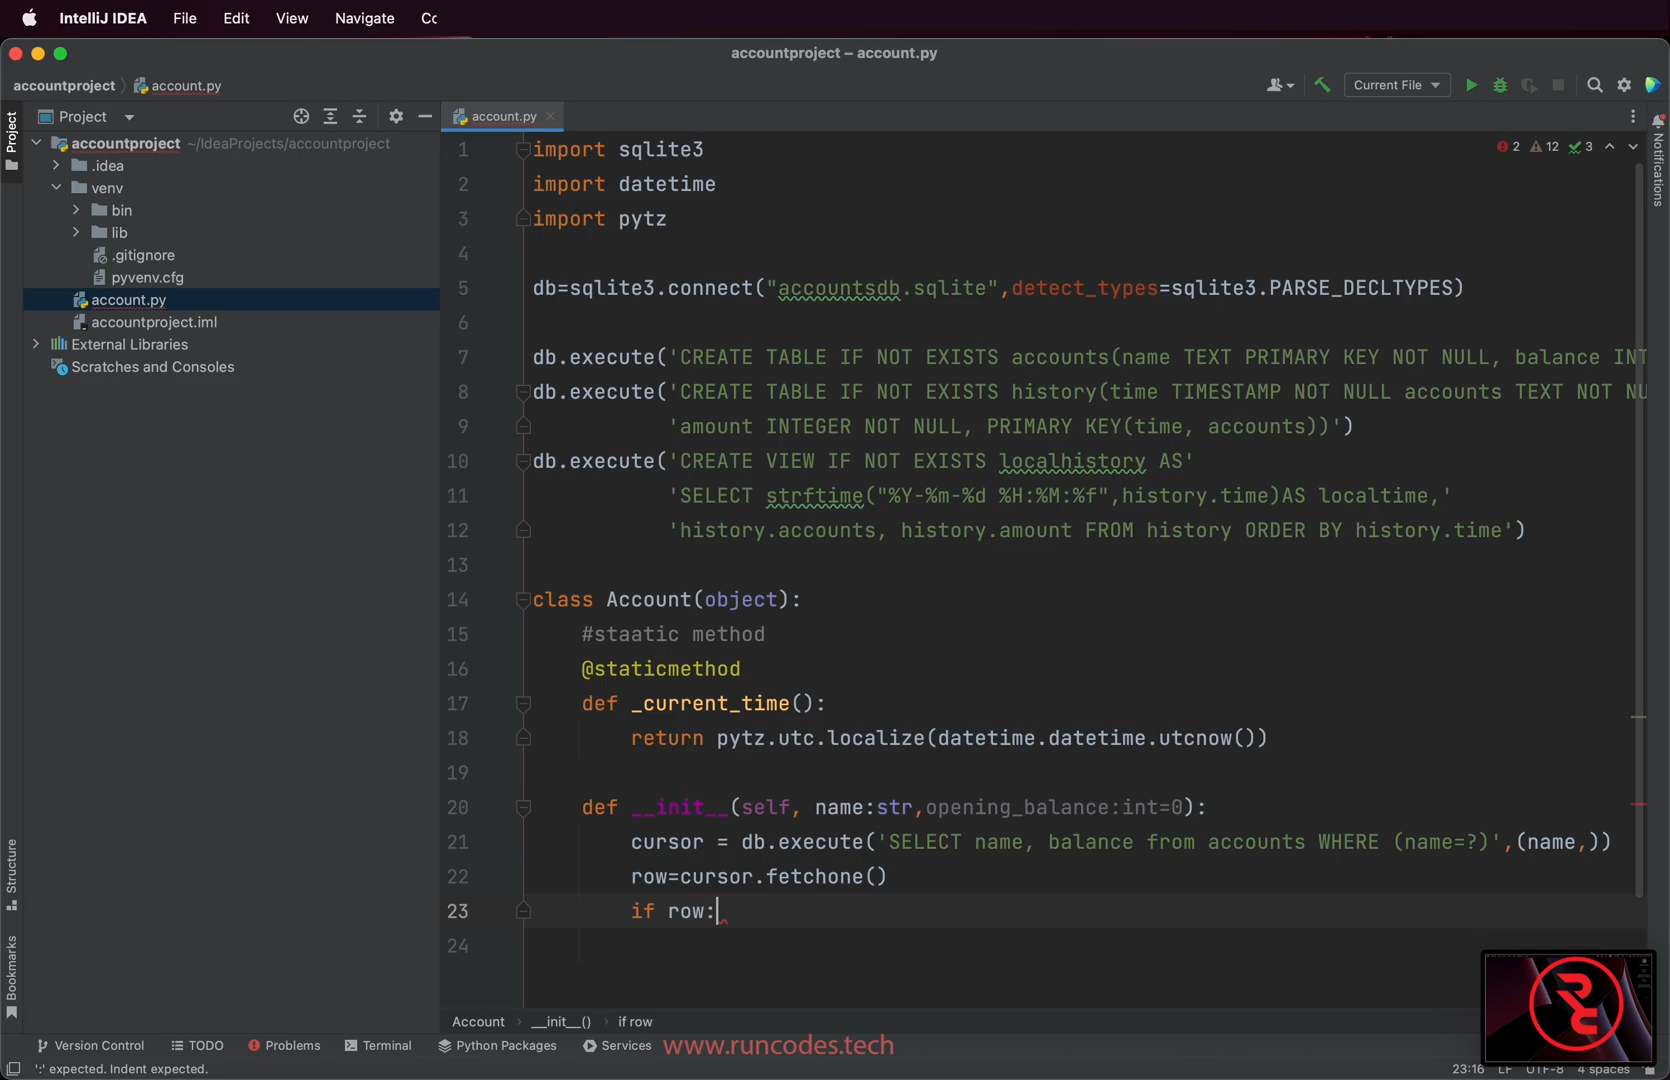 IntelliJ IDEA File Edit View Navigate
accountproject – account.py
accountproject account.py
Current File
Project
account.py
Project
Notifications
Structure
Bookmarks
accountproject ~/IdeaProjects/accountproject
.idea
venv
bin
lib
.gitignore
pyvenv.cfg
account.py
accountproject.iml
External Libraries
Scratches and Consoles
2 12 3
1 import sqlite3
2 import datetime
3 import pytz
4
5 db=sqlite3.connect("accountsdb.sqlite",detect_types=sqlite3.PARSE_DECLTYPES)
6
7 db.execute('CREATE TABLE IF NOT EXISTS accounts(name TEXT PRIMARY KEY NOT NULL, balance INT
8 db.execute('CREATE TABLE IF NOT EXISTS history(time TIMESTAMP NOT NULL accounts TEXT NOT NU
9 'amount INTEGER NOT NULL, PRIMARY KEY(time, accounts))')
10 db.execute('CREATE VIEW IF NOT EXISTS localhistory AS'
11 'SELECT strftime("%Y-%m-%d %H:%M:%f",history.time)AS localtime,'
12 'history.accounts, history.amount FROM history ORDER BY history.time')
13
14 class Account(object):
15 #staatic method
16 @staticmethod
17 def _current_time():
18 return pytz.utc.localize(datetime.datetime.utcnow())
19
20 def __init__(self, name:str,opening_balance:int=0):
21 cursor = db.execute('SELECT name, balance from accounts WHERE (name=?)',(name,))
22 row=cursor.fetchone()
23 if row:
24
Account __init__() if row
Version Control TODO Problems Terminal Python Packages Services
www.runcodes.tech
':' expected. Indent expected.
23:16 LF UTF-8 4 spaces